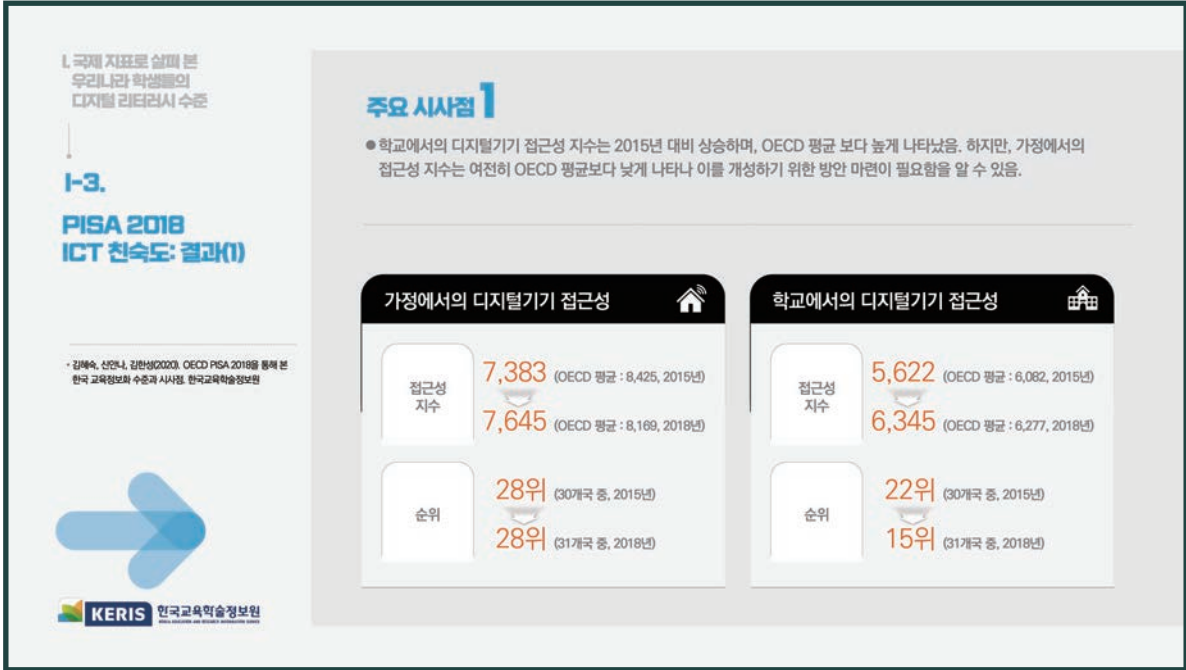 I. 국제 지표로 살펴 본
우리나라 학생들의
디지털 리터러시 수준
I-3.
PISA 2018
ICT 친숙도: 결과(1)
• 김혜숙, 신안나, 김한성(2020). OECD PISA 2018을 통해 본
한국 교육정보화 수준과 시사점. 한국교육학술정보원
KERIS 한국교육학술정보원
주요 시사점 1
● 학교에서의 디지털기기 접근성 지수는 2015년 대비 상승하며, OECD 평균 보다 높게 나타났음. 하지만, 가정에서의
접근성 지수는 여전히 OECD 평균보다 낮게 나타나 이를 개성하기 위한 방안 마련이 필요함을 알 수 있음.
가정에서의 디지털기기 접근성
접근성
지수
7,383 (OECD 평균 : 8,425, 2015년)
7,645 (OECD 평균 : 8,169, 2018년)
순위
28위 (30개국 중, 2015년)
28위 (31개국 중, 2018년)
학교에서의 디지털기기 접근성
접근성
지수
5,622 (OECD 평균 : 6,082, 2015년)
6,345 (OECD 평균 : 6,277, 2018년)
순위
22위 (30개국 중, 2015년)
15위 (31개국 중, 2018년)